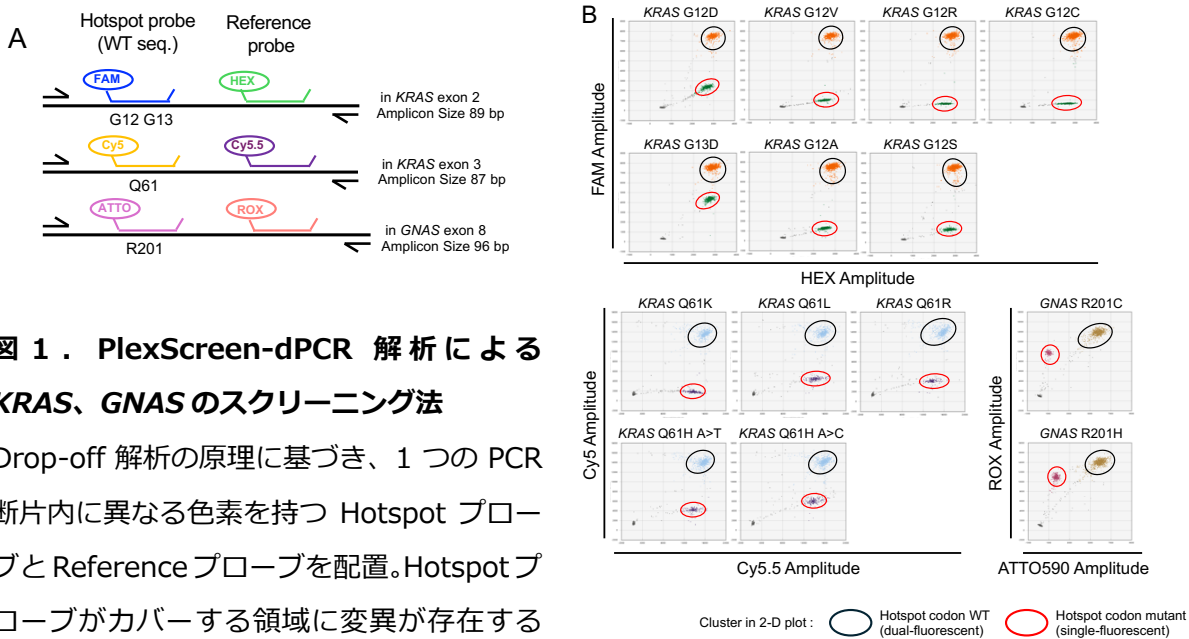 A
Hotspot probe
(WT seq.)
Reference
probe
FAM
HEX
G12 G13
in KRAS exon 2
Amplicon Size 89 bp
Cy5
Cy5.5
Q61
in KRAS exon 3
Amplicon Size 87 bp
ATTO
ROX
R201
in GNAS exon 8
Amplicon Size 96 bp
図 1. PlexScreen-dPCR 解析による
KRAS、GNAS のスクリーニング法
Drop-off 解析の原理に基づき、1 つの PCR
断片内に異なる色素を持つ Hotspot プロー
ブと Reference プローブを配置。Hotspot プ
ローブがカバーする領域に変異が存在する
B
KRAS G12D
KRAS G12V
KRAS G12R
KRAS G12C
KRAS G13D
KRAS G12A
KRAS G12S
FAM Amplitude
HEX Amplitude
KRAS Q61K
KRAS Q61L
KRAS Q61R
KRAS Q61H A>T
KRAS Q61H A>C
Cy5 Amplitude
Cy5.5 Amplitude
GNAS R201C
GNAS R201H
ROX Amplitude
ATTO590 Amplitude
Cluster in 2-D plot :
Hotspot codon WT
(dual-fluorescent)
Hotspot codon mutant
(single-fluorescent)